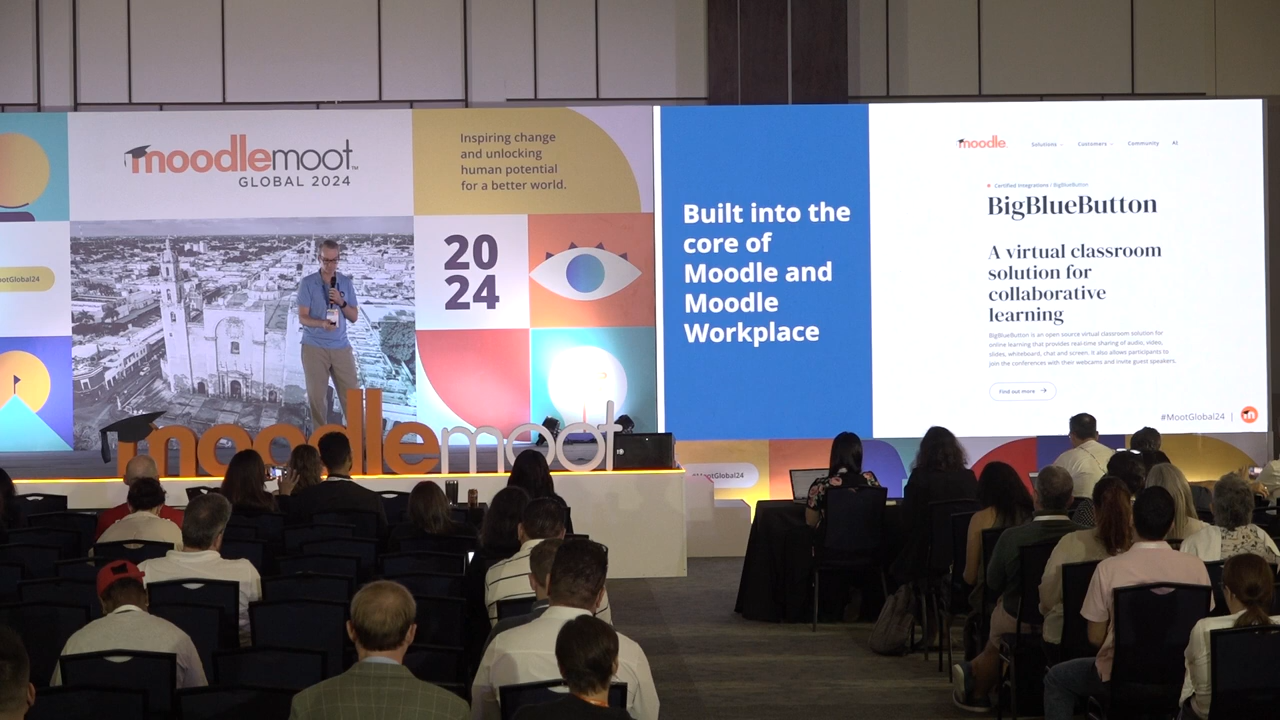 moodlemoot™
GLOBAL 2024
Inspiring change
and unlocking
human potential
for a better world.
ootGlobal24
20
24
moodlemoot
Built into the
core of
Moodle and
Moodle
Workplace
moodle
Solutions
Customers
Community
AI
Certified Integrations / BigBlueButton
BigBlueButton
A virtual classroom
solution for
collaborative
learning
BigBlueButton is an open source virtual classroom solution for
online learning that provides real-time sharing of audio, video,
slides, whiteboard, chat and screen. It also allows participants to
join the conferences with their webcams and invite guest speakers.
Find out more →
#MootGlobal24 | m
#MootGlobal24